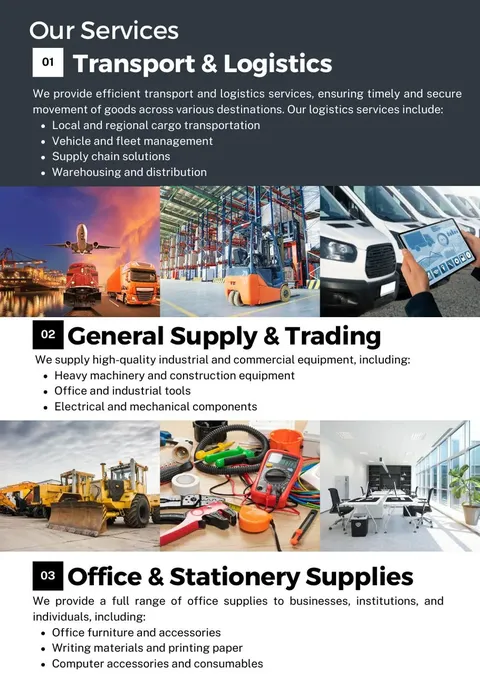 Our Services
01 Transport & Logistics
We provide efficient transport and logistics services, ensuring timely and secure
movement of goods across various destinations. Our logistics services include:
• Local and regional cargo transportation
• Vehicle and fleet management
• Supply chain solutions
• Warehousing and distribution
02 General Supply & Trading
We supply high-quality industrial and commercial equipment, including:
• Heavy machinery and construction equipment
• Office and industrial tools
• Electrical and mechanical components
03 Office & Stationery Supplies
We provide a full range of office supplies to businesses, institutions, and
individuals, including:
• Office furniture and accessories
• Writing materials and printing paper
• Computer accessories and consumables